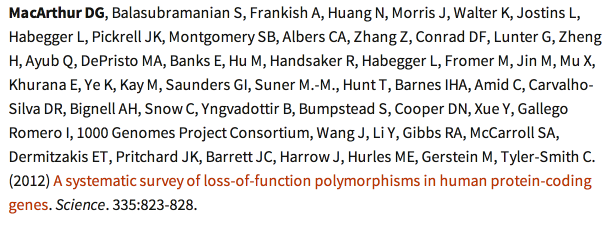 MacArthur DG, Balasubramanian S, Frankish A, Huang N, Morris J, Walter K, Jostins L,
Habegger L, Pickrell JK, Montgomery SB, Albers CA, Zhang Z, Conrad DF, Lunter G, Zheng
H, Ayub Q, DePristo MA, Banks E, Hu M, Handsaker R, Habegger L, Fromer M, Jin M, Mu X,
Khurana E, Ye K, Kay M, Saunders GI, Suner M.-M., Hunt T, Barnes IHA, Amid C, Carvalho-
Silva DR, Bignell AH, Snow C, Yngvadottir B, Bumpstead S, Cooper DN, Xue Y, Gallego
Romero I, 1000 Genomes Project Consortium, Wang J, Li Y, Gibbs RA, McCarroll SA,
Dermitzakis ET, Pritchard JK, Barrett JC, Harrow J, Hurles ME, Gerstein M, Tyler-Smith C.
(2012) A systematic survey of loss-of-function polymorphisms in human protein-coding
genes. Science. 335:823-828.